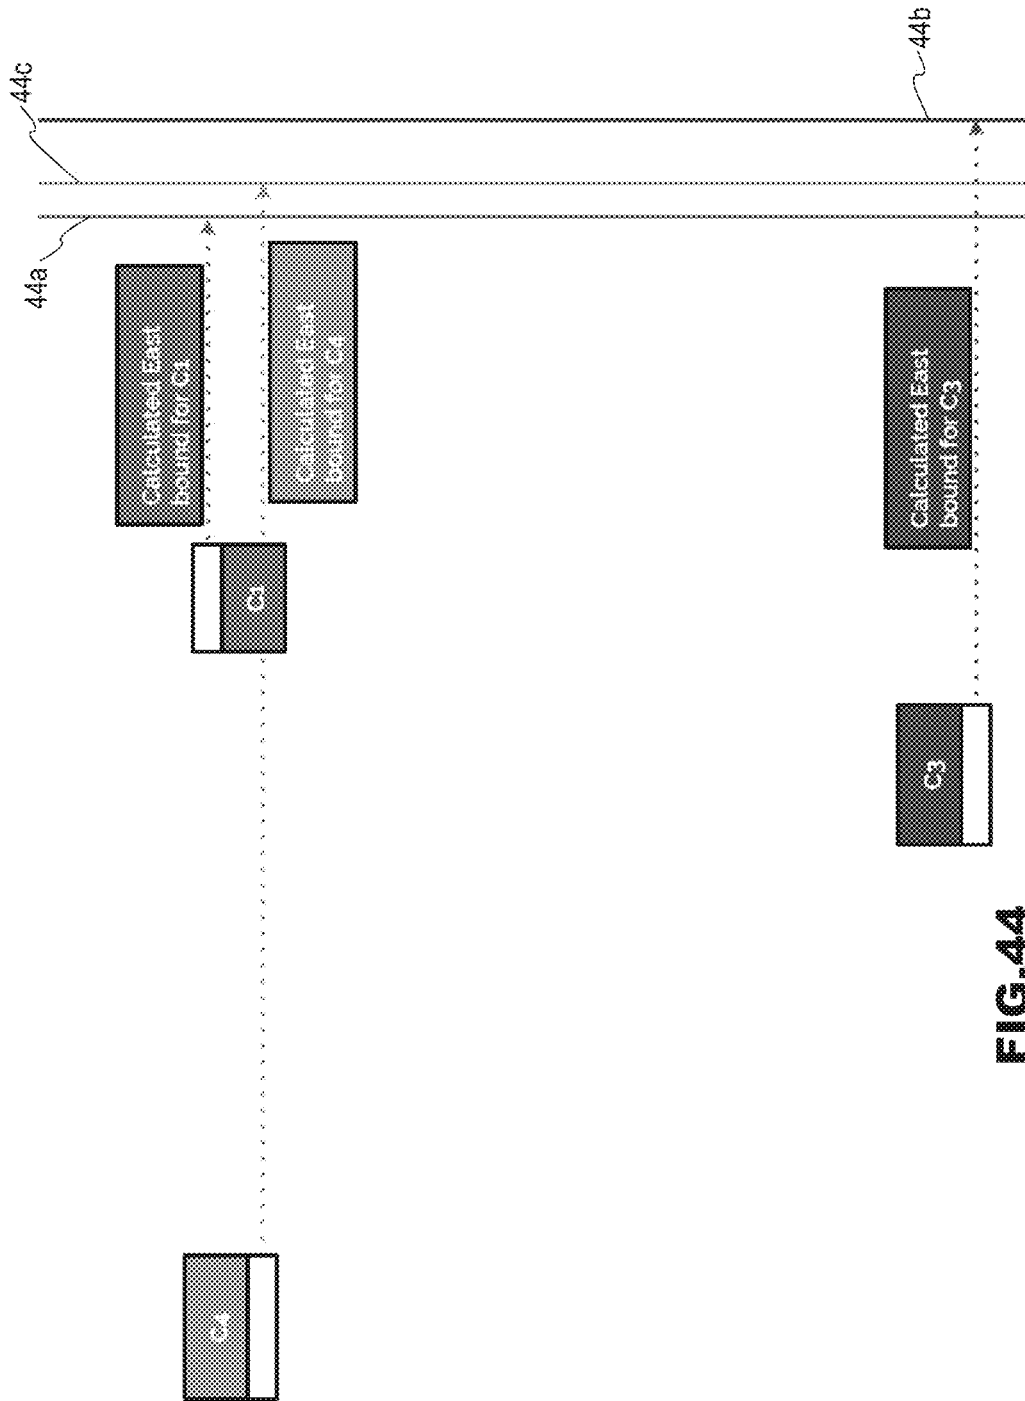 44c
44a
44b
Calculated East
bound for C1
C1
Calculated East
bound for C4
C4
Calculated East
bound for C3
C3
FIG.44